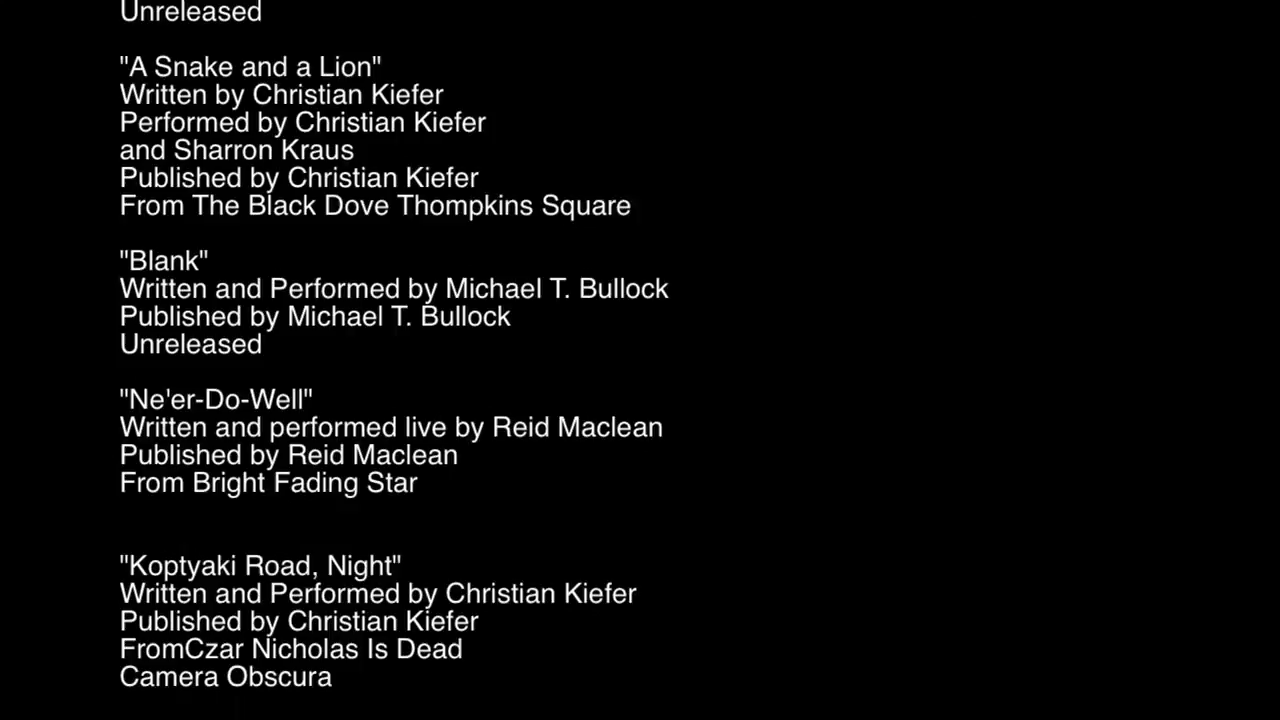 Unreleased
"A Snake and a Lion"
Written by Christian Kiefer
Performed by Christian Kiefer
and Sharron Kraus
Published by Christian Kiefer
From The Black Dove Thompkins Square
"Blank"
Written and Performed by Michael T. Bullock
Published by Michael T. Bullock
Unreleased
"Ne'er-Do-Well"
Written and performed live by Reid Maclean
Published by Reid Maclean
From Bright Fading Star
"Koptyaki Road, Night"
Written and Performed by Christian Kiefer
Published by Christian Kiefer
FromCzar Nicholas Is Dead
Camera Obscura